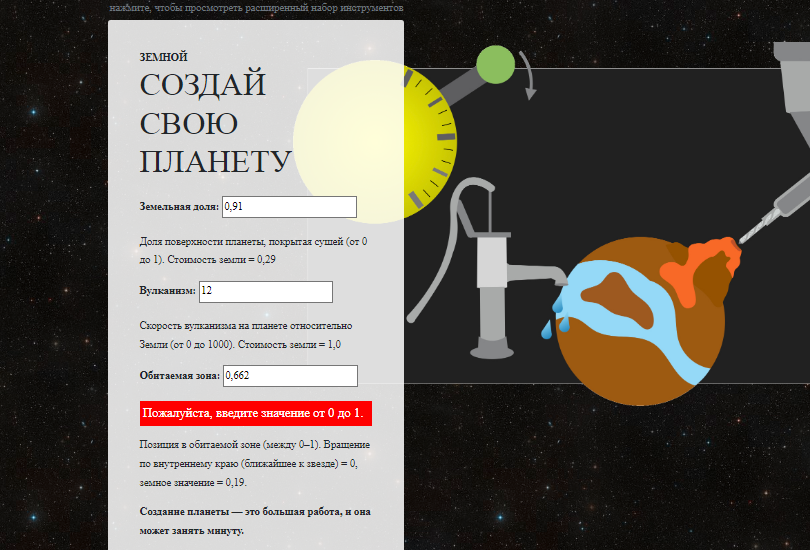 нажмите, чтобы просмотреть расширенный набор инструментов
ЗЕМНОЙ
СОЗДАЙ
СВОЮ
ПЛАНЕТУ
Земельная доля: 0,91
Доля поверхности планеты, покрытая сушей (от 0
до 1). Стоимость земли = 0,29
Вулканизм: 12
Скорость вулканизма на планете относительно
Земли (от 0 до 1000). Стоимость земли = 1,0
Обитаемая зона: 0,662
Пожалуйста, введите значение от 0 до 1.
Позиция в обитаемой зоне (между 0–1). Вращение
по внутреннему краю (ближайшее к звезде) = 0,
земное значение = 0,19.
Создание планеты — это большая работа, и она
может занять минуту.